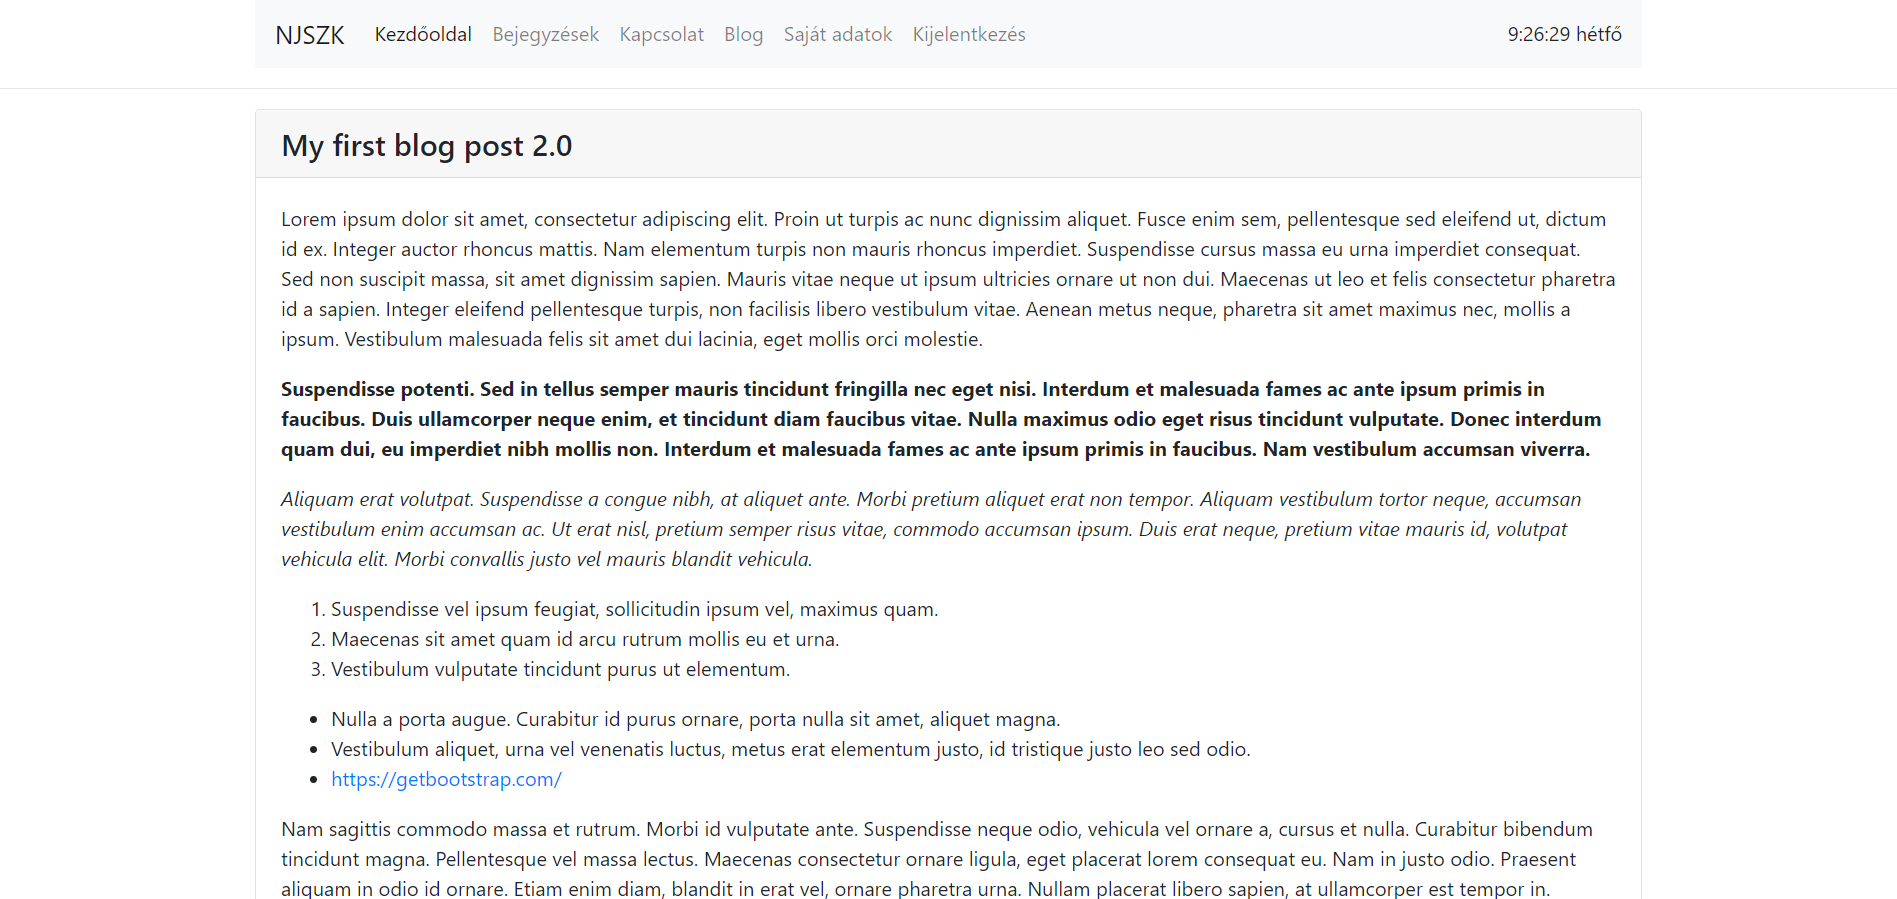 NJSZK Kezdőoldal Bejegyzések Kapcsolat Blog Saját adatok Kijelentkezés 9:26:29 hétfő
My first blog post 2.0
Lorem ipsum dolor sit amet, consectetur adipiscing elit. Proin ut turpis ac nunc dignissim aliquet. Fusce enim sem, pellentesque sed eleifend ut, dictum
id ex. Integer auctor rhoncus mattis. Nam elementum turpis non mauris rhoncus imperdiet. Suspendisse cursus massa eu urna imperdiet consequat.
Sed non suscipit massa, sit amet dignissim sapien. Mauris vitae neque ut ipsum ultricies ornare ut non dui. Maecenas ut leo et felis consectetur pharetra
id a sapien. Integer eleifend pellentesque turpis, non facilisis libero vestibulum vitae. Aenean metus neque, pharetra sit amet maximus nec, mollis a
ipsum. Vestibulum malesuada felis sit amet dui lacinia, eget mollis orci molestie.
Suspendisse potenti. Sed in tellus semper mauris tincidunt fringilla nec eget nisi. Interdum et malesuada fames ac ante ipsum primis in
faucibus. Duis ullamcorper neque enim, et tincidunt diam faucibus vitae. Nulla maximus odio eget risus tincidunt vulputate. Donec interdum
quam dui, eu imperdiet nibh mollis non. Interdum et malesuada fames ac ante ipsum primis in faucibus. Nam vestibulum accumsan viverra.
Aliquam erat volutpat. Suspendisse a congue nibh, at aliquet ante. Morbi pretium aliquet erat non tempor. Aliquam vestibulum tortor neque, accumsan
vestibulum enim accumsan ac. Ut erat nisl, pretium semper risus vitae, commodo accumsan ipsum. Duis erat neque, pretium vitae mauris id, volutpat
vehicula elit. Morbi convallis justo vel mauris blandit vehicula.
1. Suspendisse vel ipsum feugiat, sollicitudin ipsum vel, maximus quam.
2. Maecenas sit amet quam id arcu rutrum mollis eu et urna.
3. Vestibulum vulputate tincidunt purus ut elementum.
• Nulla a porta augue. Curabitur id purus ornare, porta nulla sit amet, aliquet magna.
• Vestibulum aliquet, urna vel venenatis luctus, metus erat elementum justo, id tristique justo leo sed odio.
• https://getbootstrap.com/
Nam sagittis commodo massa et rutrum. Morbi id vulputate ante. Suspendisse neque odio, vehicula vel ornare a, cursus et nulla. Curabitur bibendum
tincidunt magna. Pellentesque vel massa lectus. Maecenas consectetur ornare ligula, eget placerat lorem consequat eu. Nam in justo odio. Praesent
aliquam in odio id ornare. Etiam enim diam, blandit in erat vel, ornare pharetra urna. Nullam placerat libero sapien, at ullamcorper est tempor in.